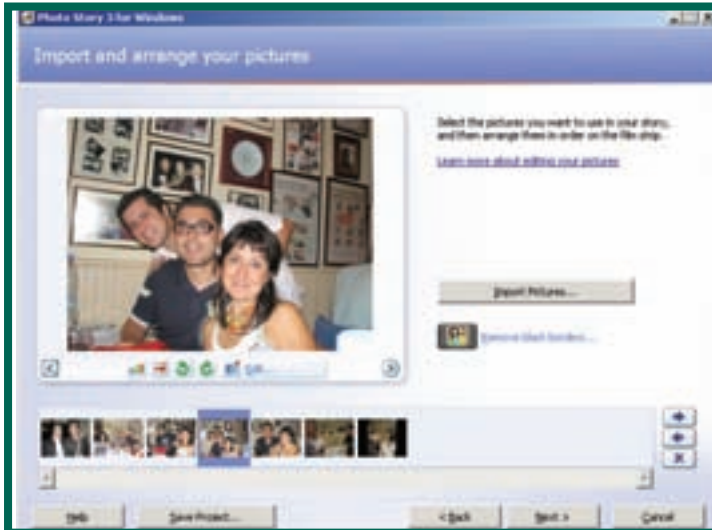 Photo Story 3 for Windows
Import and arrange your pictures
Select the pictures you want to use in your story,
and then arrange them in order on the film strip.
Learn more about editing your pictures
Import Pictures...
Remove black borders...
Edit...
Help
Save Project...
< Back
Next >
Cancel